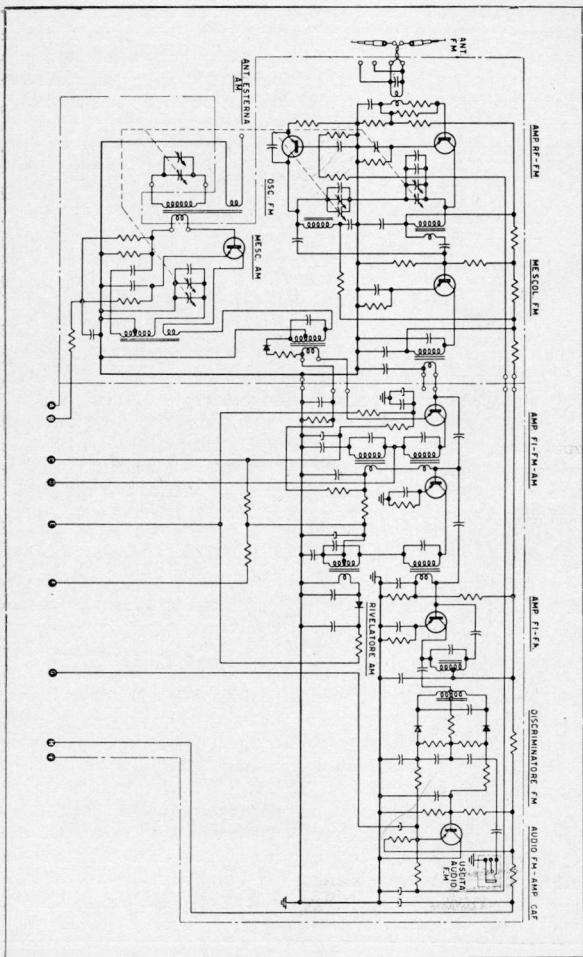 ANT.
FM
ANT. ESTERNA
AM
AMP. RF-FM
OSC. FM
MESC. AM
MESCOL. FM
AMP. FI-FM-AM
RIVELATORE AM
AMP. FI-FM
DISCRIMINATORE FM
AUDIO FM-AMP. CAF
USCITA
AUDIO
F.M.
A
B
C
D
E
F
G
H